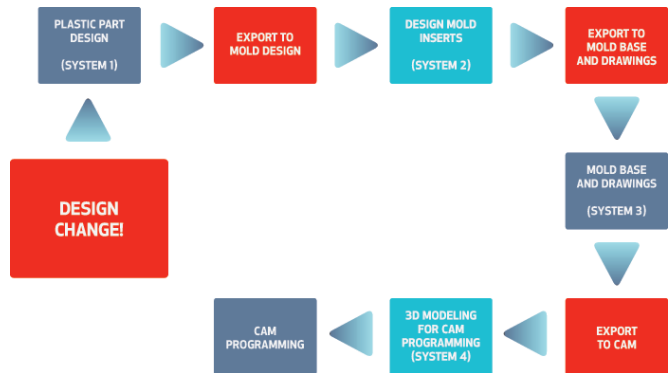 PLASTIC PART
DESIGN
(SYSTEM 1)
EXPORT TO
MOLD DESIGN
DESIGN MOLD
INSERTS
(SYSTEM 2)
EXPORT TO
MOLD BASE
AND DRAWINGS
MOLD BASE
AND DRAWINGS
(SYSTEM 3)
EXPORT
TO CAM
3D MODELING
FOR CAM
PROGRAMMING
(SYSTEM 4)
CAM
PROGRAMMING
DESIGN
CHANGE!